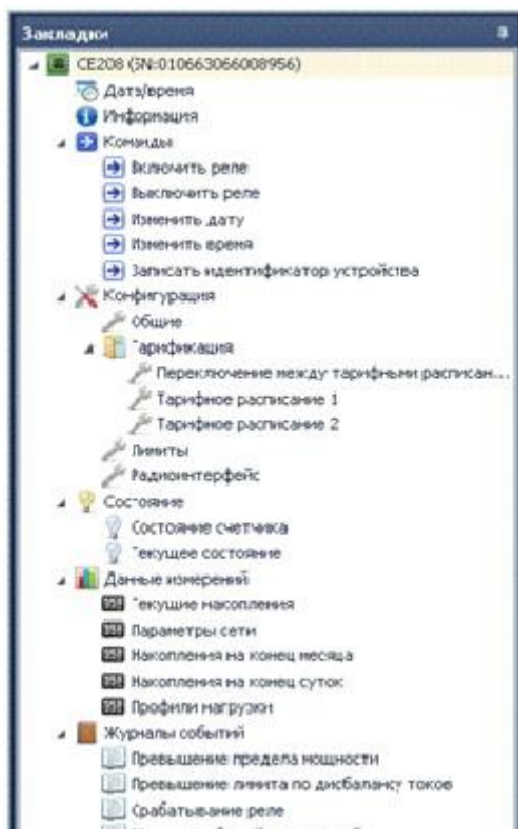 Закладки
CE208 (SN:010663066008956)
Дата/время
Информация
Команды
Включить реле
Выключить реле
Изменить дату
Изменить время
Записать идентификатор устройства
Конфигурация
Общие
Тарификация
Переключение между тарифными расписан...
Тарифное расписание 1
Тарифное расписание 2
Лимиты
Радиоинтерфейс
Состояние
Состояние счетчика
Текущее состояние
Данные измерений
Текущие накопления
Параметры сети
Накопления на конец месяца
Накопления на конец суток
Профили нагрузки
Журналы событий
Превышение предела мощности
Превышение лимита по дисбалансу токов
Срабатывание реле